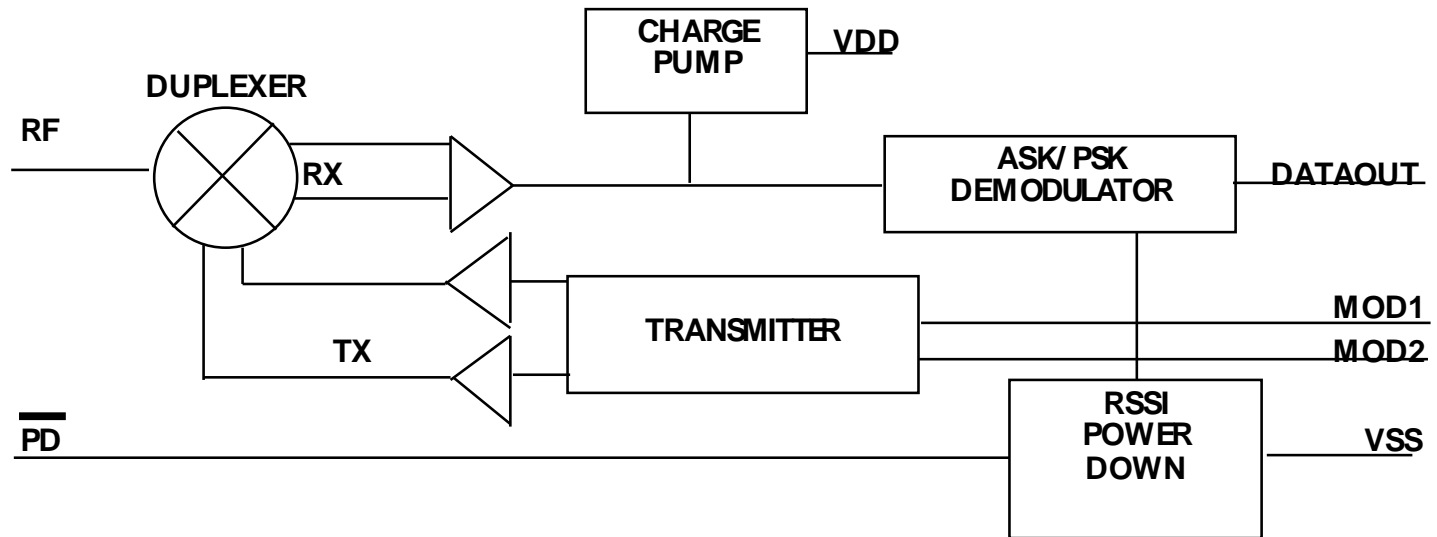 CHARGE
PUMP
VDD
DUPLEXER
RF
RX
ASK/PSK
DEMODULATOR
DATAOUT
TRANSMITTER
MOD1
MOD2
TX
RSSI
POWER
DOWN
PD
VSS